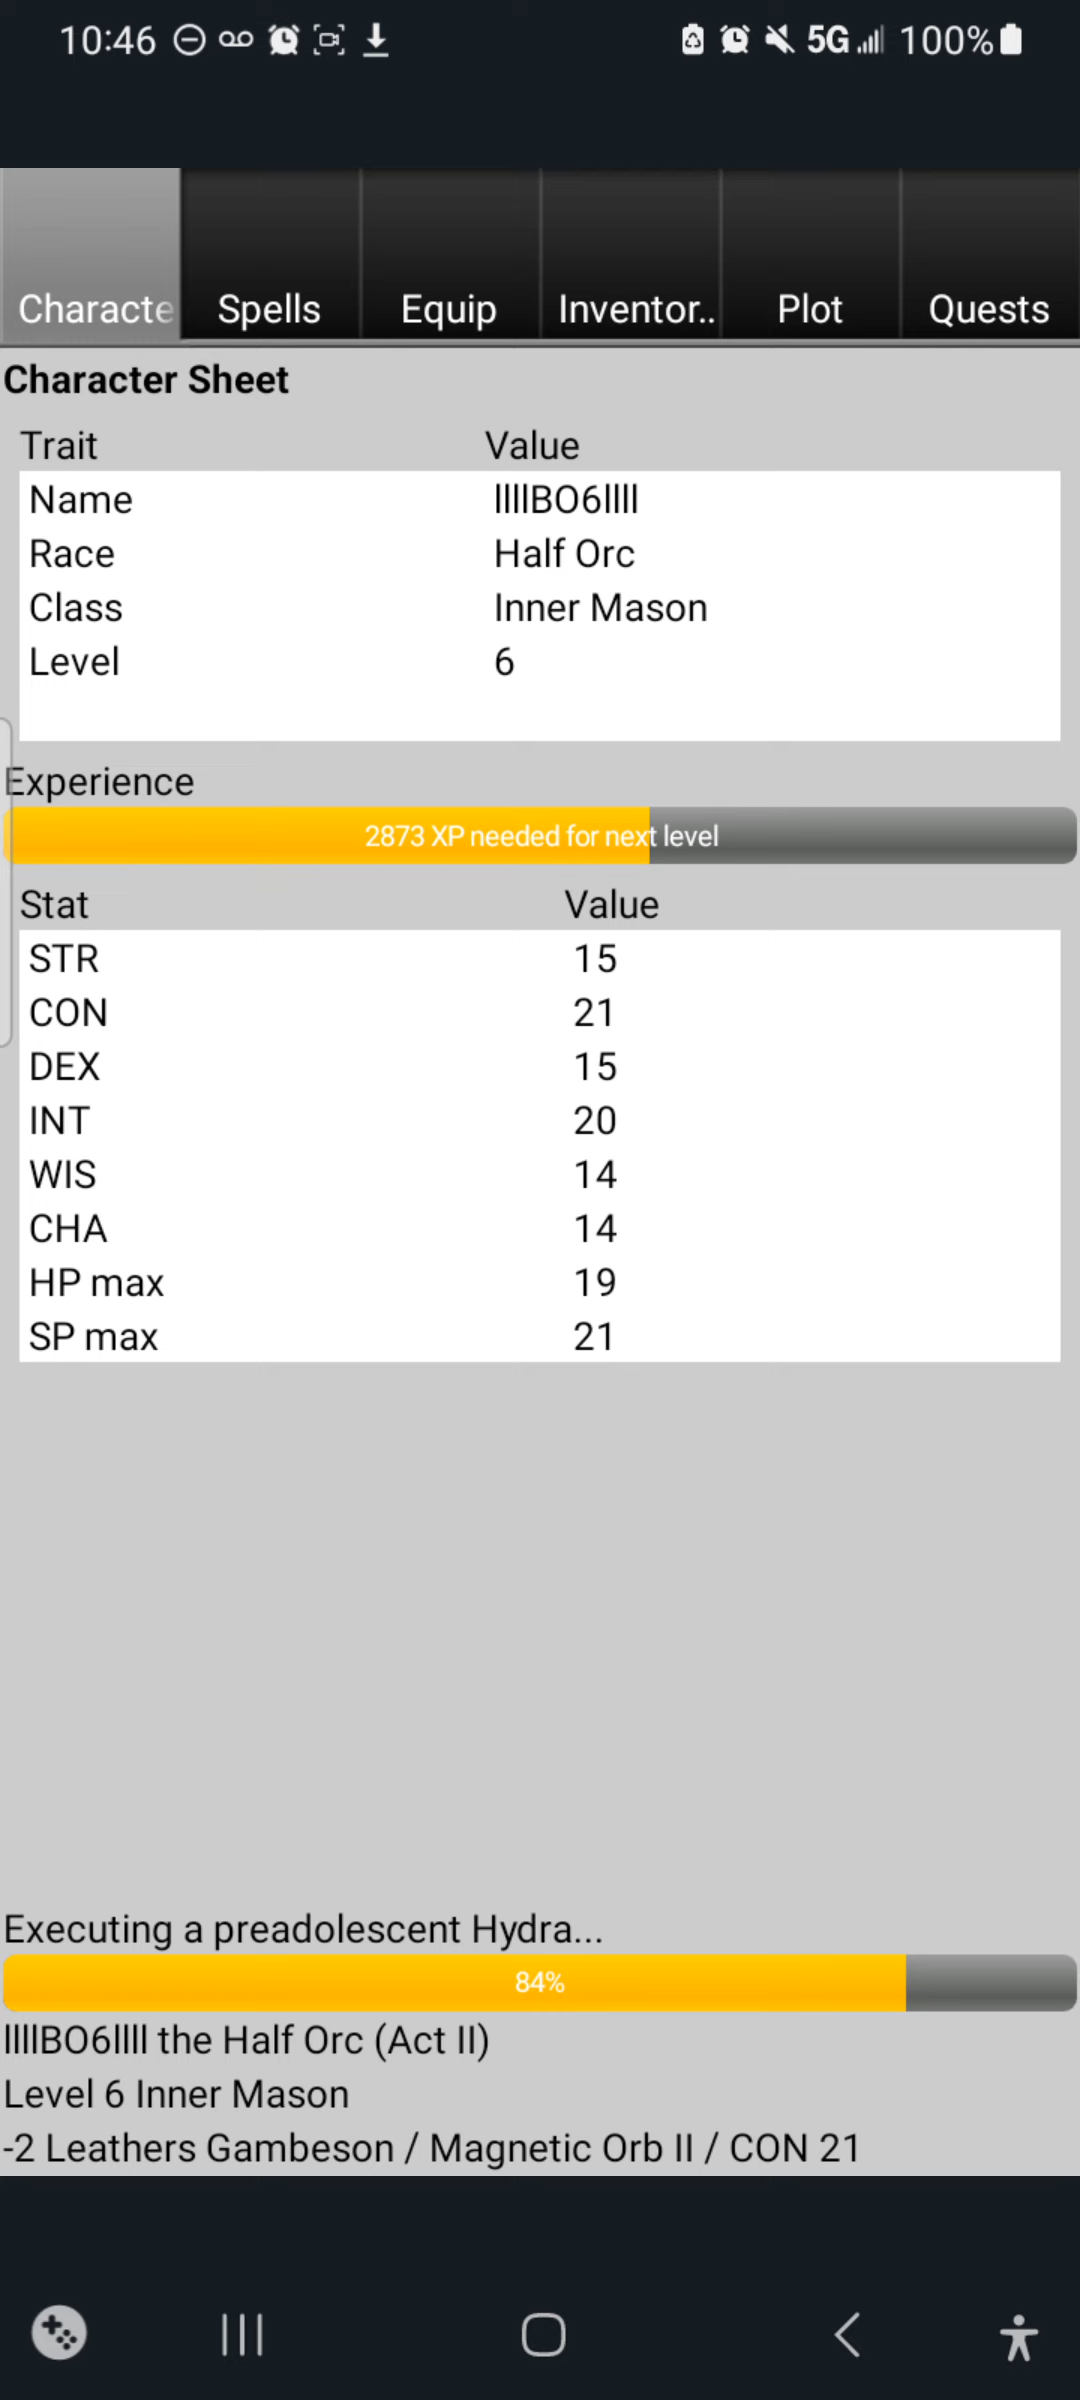 10:46 5G 100%
Characte Spells Equip Inventor.. Plot Quests
Character Sheet
Trait Value
Name llllBO6llll
Race Half Orc
Class Inner Mason
Level 6
Experience
2873 XP needed for next level
Stat Value
STR 15
CON 21
DEX 15
INT 20
WIS 14
CHA 14
HP max 19
SP max 21
Executing a preadolescent Hydra...
84%
llllBO6llll the Half Orc (Act II)
Level 6 Inner Mason
-2 Leathers Gambeson / Magnetic Orb II / CON 21